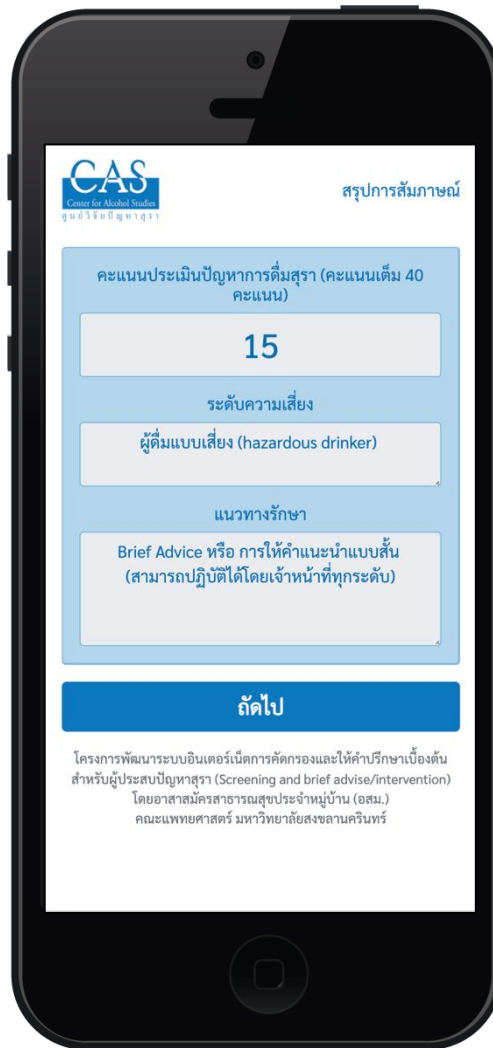 CAS
Center for Alcohol Studies
ศูนย์วิจัยปัญหาสุรา
สรุปการสัมภาษณ์
คะแนนประเมินปัญหาการดื่มสุรา (คะแนนเต็ม 40
คะแนน)
15
ระดับความเสี่ยง
ผู้ดื่มแบบเสี่ยง (hazardous drinker)
แนวทางรักษา
Brief Advice หรือ การให้คำแนะนำแบบสั้น
(สามารถปฏิบัติได้โดยเจ้าหน้าที่ทุกระดับ)
ถัดไป
โครงการพัฒนาระบบอินเตอร์เน็ตการคัดกรองและให้คำปรึกษาเบื้องต้น
สำหรับผู้ประสบปัญหาสุรา (Screening and brief advise/intervention)
โดยอาสาสมัครสาธารณสุขประจำหมู่บ้าน (อสม.)
คณะแพทยศาสตร์ มหาวิทยาลัยสงขลานครินทร์